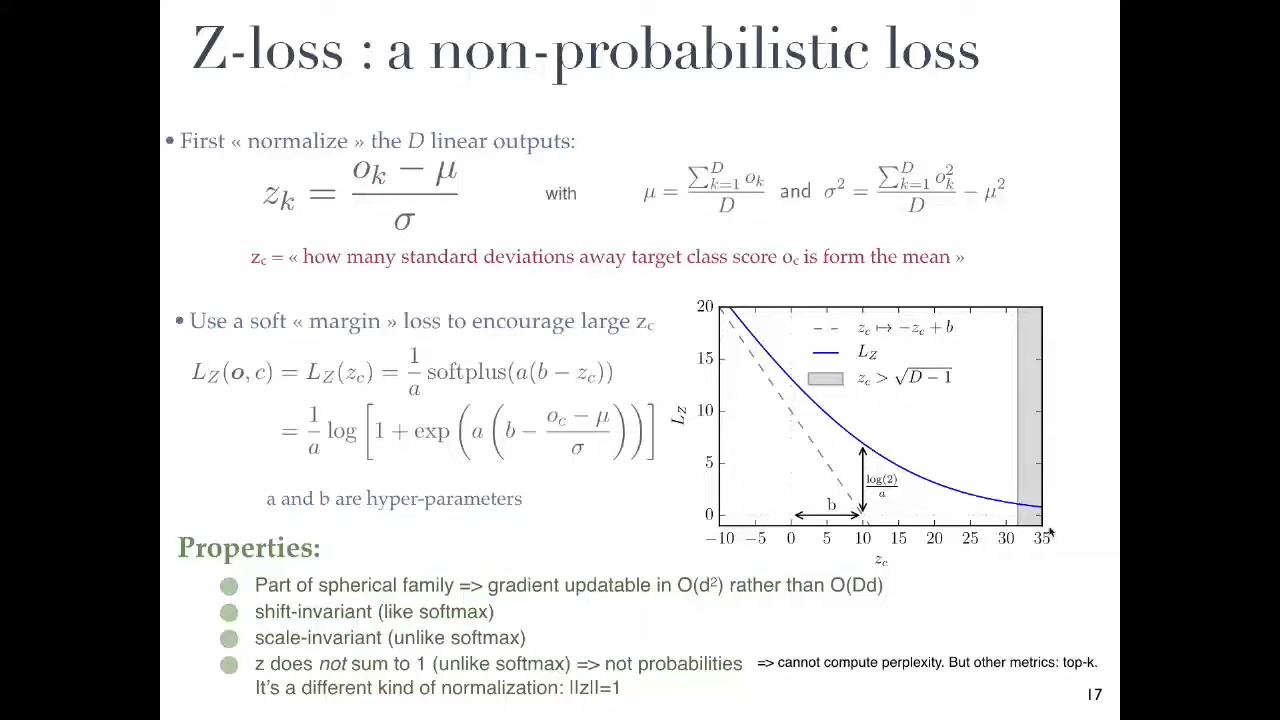 Z-loss : a non-probabilistic loss
• First « normalize » the D linear outputs:
z_k = (o_k − μ) / σ with μ = (∑_{k=1}^{D} o_k) / D and σ² = (∑_{k=1}^{D} o_k²) / D − μ²
z_c = « how many standard deviations away target class score o_c is form the mean »
• Use a soft « margin » loss to encourage large z_c
L_Z(o, c) = L_Z(z_c) = 1/a softplus(a(b − z_c))
= 1/a log [1 + exp (a (b − (o_c − μ) / σ))]
a and b are hyper-parameters
20
15
10
5
0
L_Z
z_c ↦ −z_c + b
L_Z
z_c > √(D − 1)
log(2)/a
b
−10 −5 0 5 10 15 20 25 30 35
z_c
Properties:
Part of spherical family => gradient updatable in O(d²) rather than O(Dd)
shift-invariant (like softmax)
scale-invariant (unlike softmax)
z does not sum to 1 (unlike softmax) => not probabilities => cannot compute perplexity. But other metrics: top-k.
It's a different kind of normalization: ||z||=1
17